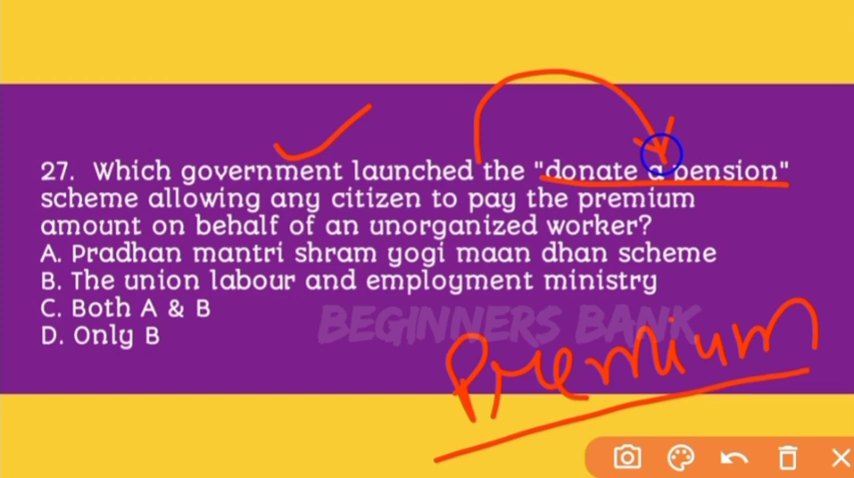 27. Which government launched the "donate a pension"
scheme allowing any citizen to pay the premium
amount on behalf of an unorganized worker?
A. Pradhan mantri shram yogi maan dhan scheme
B. The union labour and employment ministry
C. Both A & B
D. Only B
BEGINNERS BANK
Premium